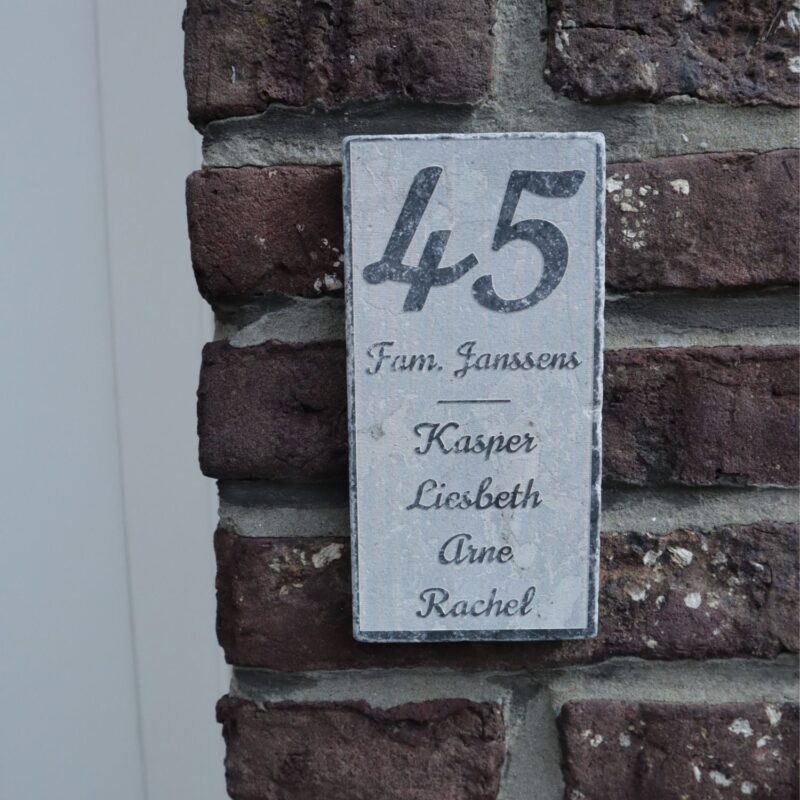 45
Fam. Janssens
Kasper
Liesbeth
Arne
Rachel